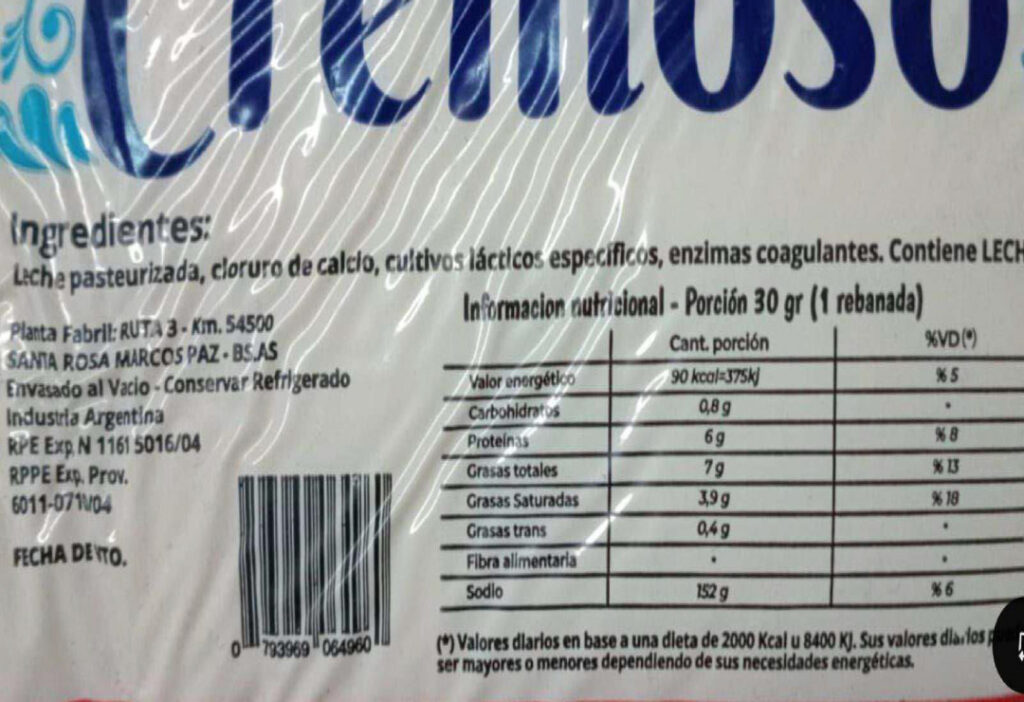 Cremoso
Ingredientes:
Leche pasteurizada, cloruro de calcio, cultivos lácticos específicos, enzimas coagulantes. Contiene LECH
Informacion nutricional - Porción 30 gr (1 rebanada)
Cant. porción %VD(*)
Valor energético 90 kcal=375kj % 5
Carbohidratos 0,8 g -
Proteínas 6 g % 8
Grasas totales 7 g % 13
Grasas Saturadas 3,9 g % 18
Grasas trans 0,4 g -
Fibra alimentaria - -
Sodio 152 g % 6
(*) Valores diarios en base a una dieta de 2000 Kcal u 8400 KJ. Sus valores diarios
ser mayores o menores dependiendo de sus necesidades energéticas.
Planta Fabril: RUTA 3 - Km. 54500
SANTA ROSA MARCOS PAZ - BS.AS
Envasado al Vacio - Conservar Refrigerado
Industria Argentina
RPE Exp. N 1161 5016/04
RPPE Exp. Prov.
6011-071V04
FECHA DE VTO.
0 793969 064960